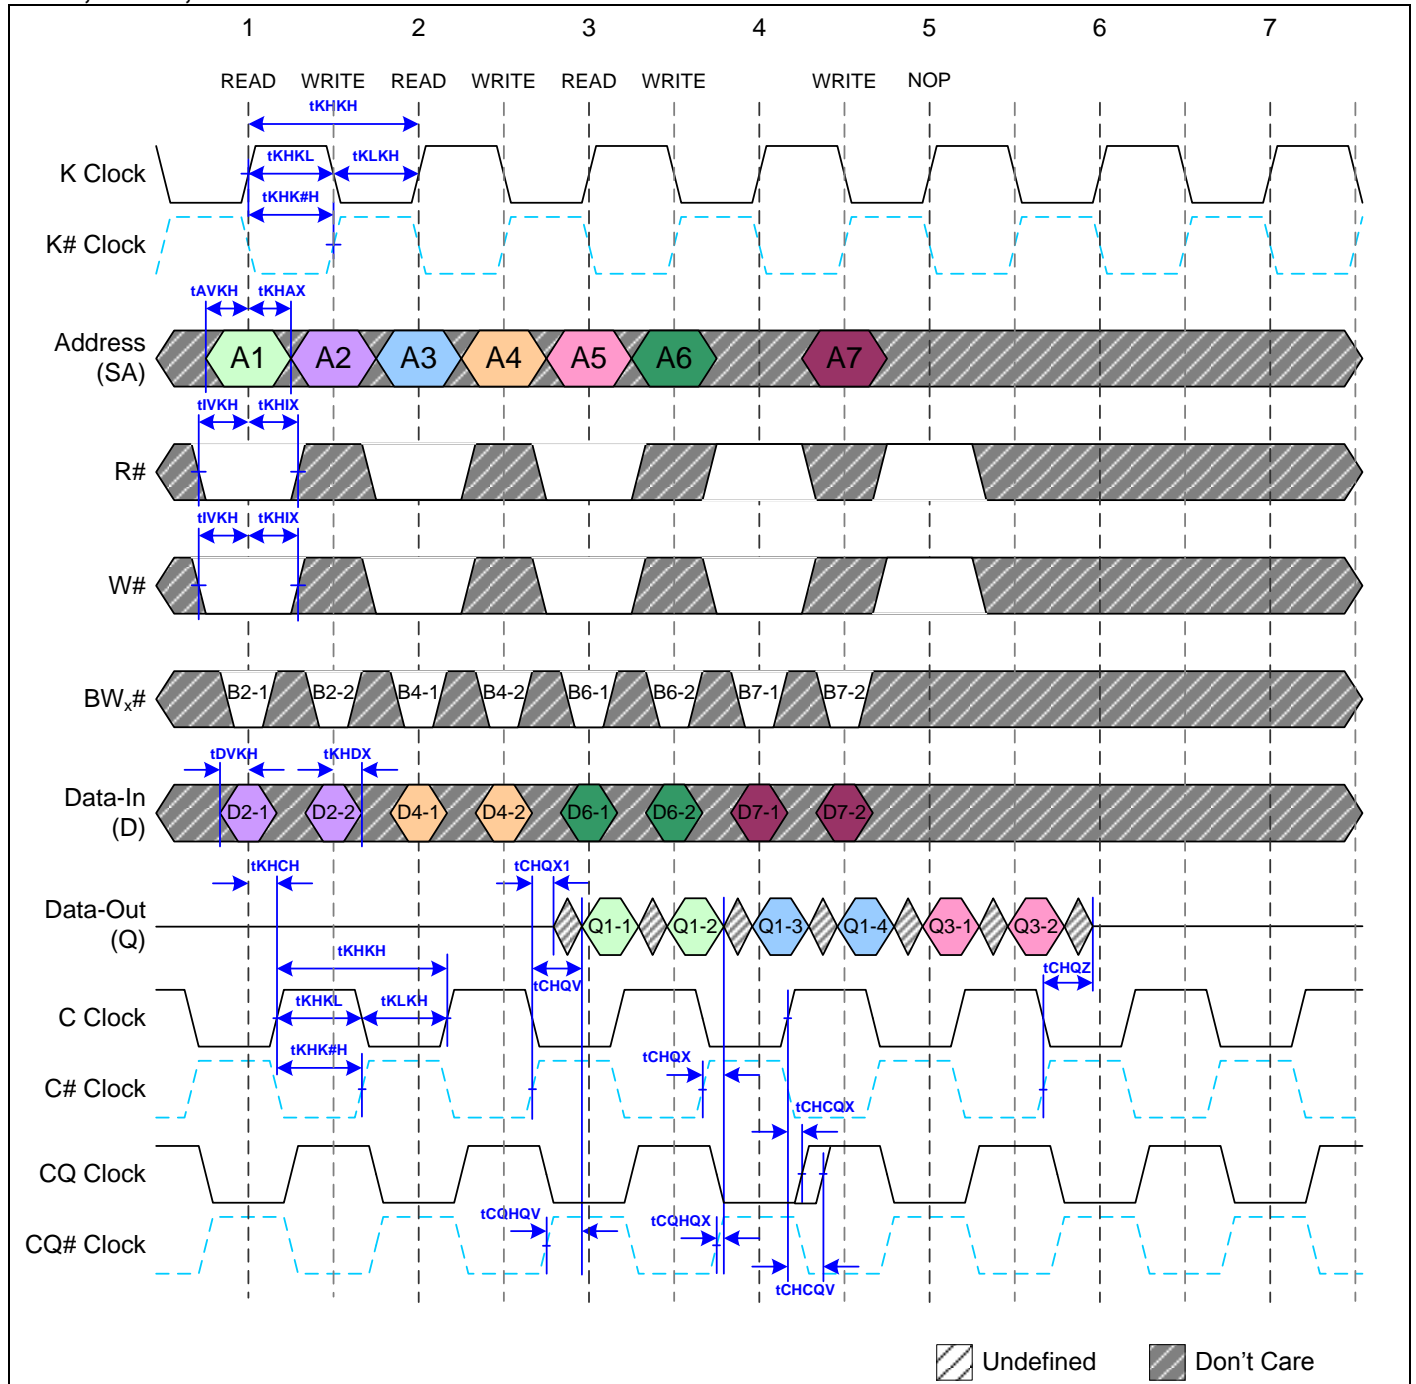 1 2 3 4 5 6 7
READ WRITE READ WRITE READ WRITE WRITE NOP
tKHKH
K Clock tKHKL tKLKH
tKHK#H
K# Clock
tAVKH tKHAX
Address
(SA)
A1 A2 A3 A4 A5 A6 A7
tIVKH tKHIX
R#
tIVKH tKHIX
W#
BWx# B2-1 B2-2 B4-1 B4-2 B6-1 B6-2 B7-1 B7-2
tDVKH tKHDX
Data-In
(D)
D2-1 D2-2 D4-1 D4-2 D6-1 D6-2 D7-1 D7-2
tKHCH tCHQX1
Data-Out
(Q)
Q1-1 Q1-2 Q1-3 Q1-4 Q3-1 Q3-2
tKHKH tCHQV tCHQZ
C Clock tKHKL tKLKH
tKHK#H tCHQX
C# Clock
tCHCQX
CQ Clock
tCQHQV tCQHQX
CQ# Clock
tCHCQV
Undefined Don't Care